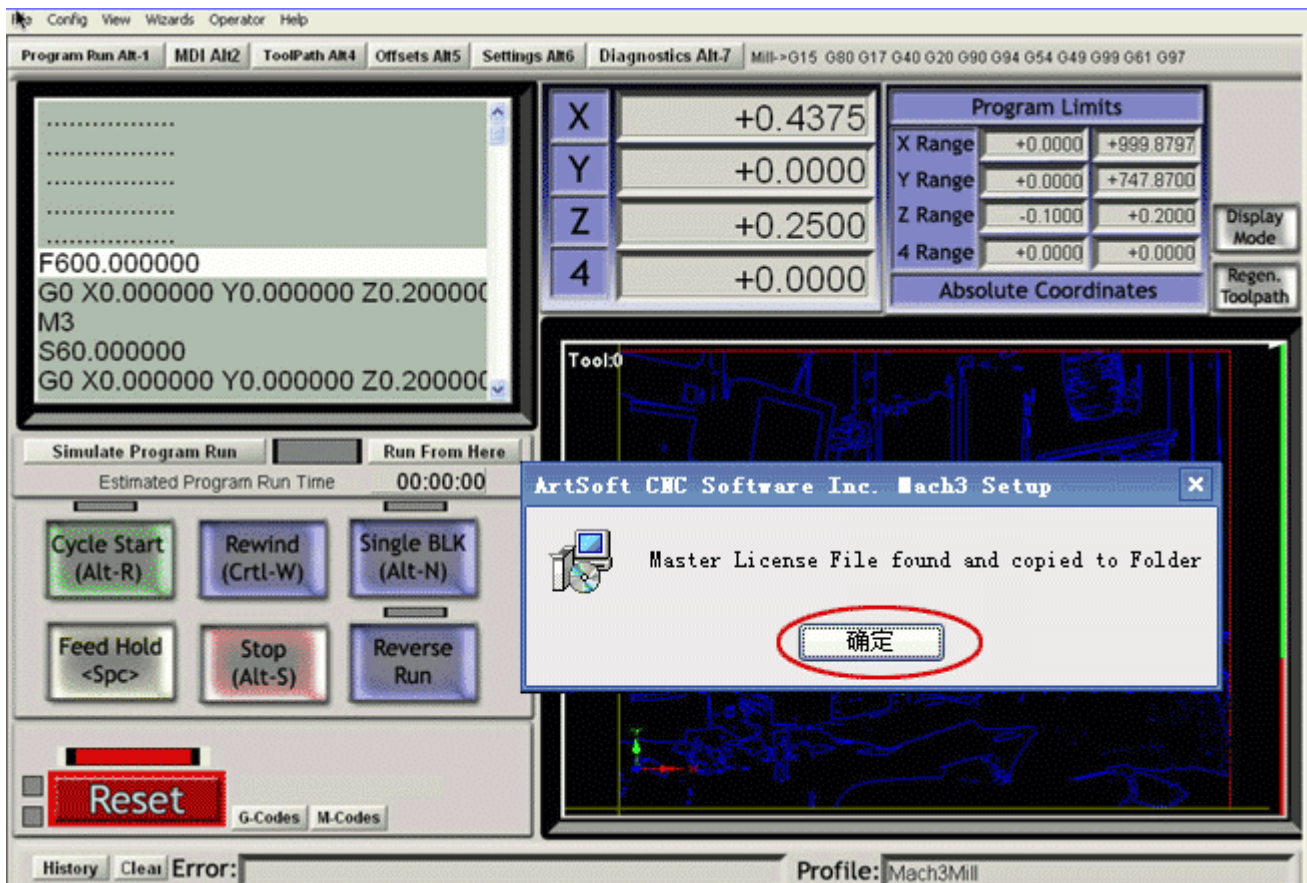 Config View Wizards Operator Help
Program Run Alt-1 MDI Alt2 ToolPath Alt4 Offsets Alt5 Settings Alt6 Diagnostics Alt-7 Mill->G15 G80 G17 G40 G20 G90 G94 G54 G49 G99 G61 G97
.................
.................
.................
.................
.................
F600.000000
G0 X0.000000 Y0.000000 Z0.200000
M3
S60.000000
G0 X0.000000 Y0.000000 Z0.200000
X +0.4375
Y +0.0000
Z +0.2500
4 +0.0000
Program Limits
X Range +0.0000 +999.8797
Y Range +0.0000 +747.8700
Z Range -0.1000 +0.2000
4 Range +0.0000 +0.0000
Absolute Coordinates
Display
Mode
Regen.
Toolpath
Tool:0
Simulate Program Run Run From Here
Estimated Program Run Time 00:00:00
Cycle Start
(Alt-R)
Rewind
(Crtl-W)
Single BLK
(Alt-N)
Feed Hold
<Spc>
Stop
(Alt-S)
Reverse
Run
ArtSoft CNC Software Inc. Mach3 Setup
Master License File found and copied to Folder
确定
Reset
G-Codes M-Codes
History Clear Error:
Profile: Mach3Mill